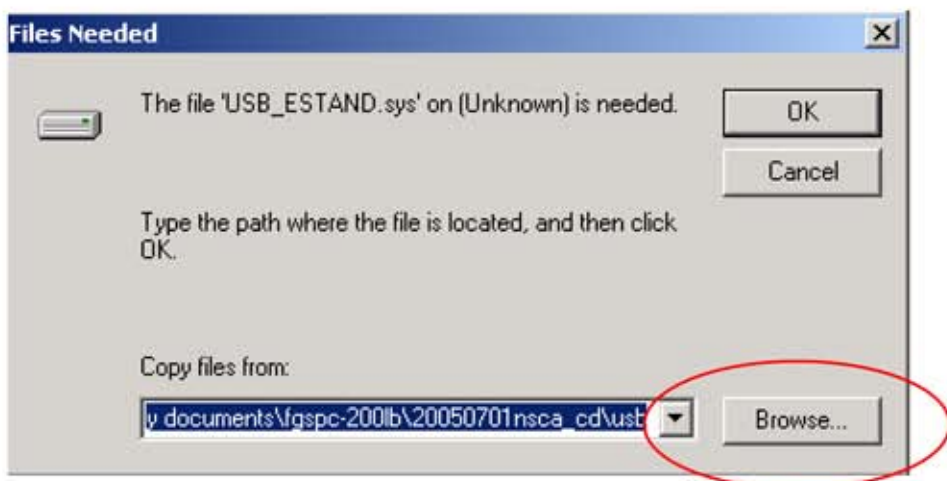 Files Needed
The file 'USB_ESTAND.sys' on (Unknown) is needed.
OK
Cancel
Type the path where the file is located, and then click
OK.
Copy files from:
y documents\fgspc-200lb\20050701nsca_cd\usb
Browse...